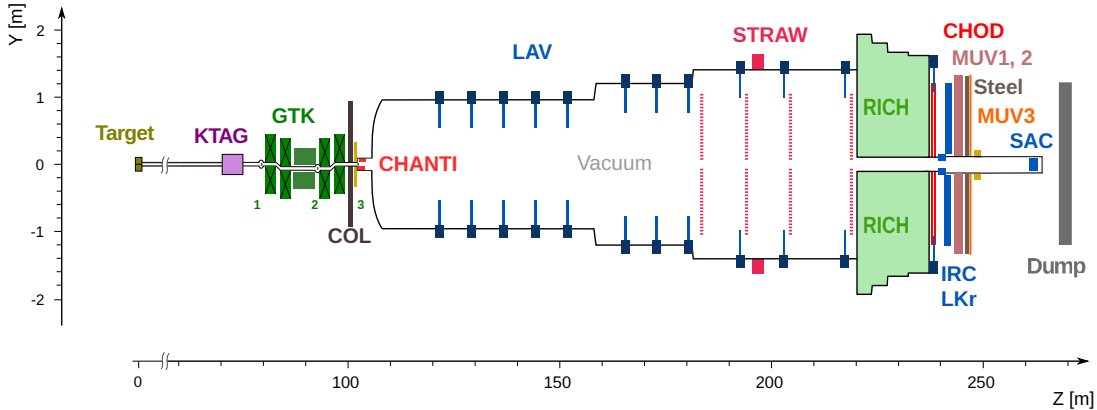 Y [m]
2
1
0
-1
-2
Target
KTAG
GTK
1
2
3
COL
CHANTI
LAV
Vacuum
STRAW
RICH
RICH
CHOD
MUV1, 2
Steel
MUV3
SAC
IRC
LKr
Dump
0
100
150
200
250
Z [m]